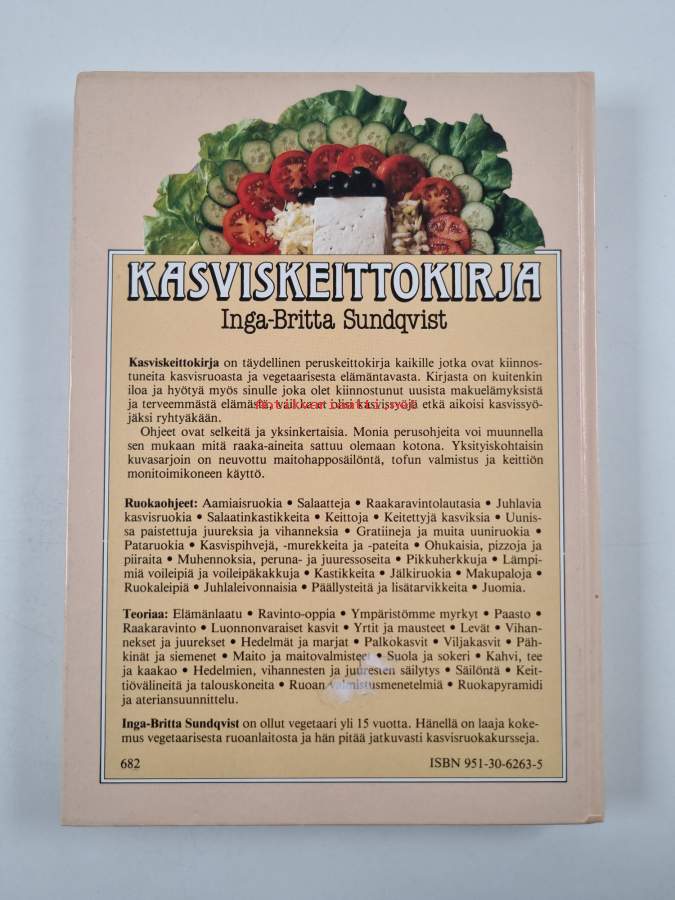 KASVISKEITTOKIRJA
Inga-Britta Sundqvist
Kasviskeittokirja on täydellinen peruskeittokirja kaikille jotka ovat kiinnos-
tuneita kasvisruoasta ja vegetaarisesta elämäntavasta. Kirjasta on kuitenkin
iloa ja hyötyä myös sinulle joka olet kiinnostunut uusista makuelämyksistä
ja terveemmästä elämästä, vaikka et olisi kasvissyöjä etkä aikoisi kasvissyö-
jäksi ryhtyäkään.
Ohjeet ovat selkeitä ja yksinkertaisia. Monia perusohjeita voi muunnella
sen mukaan mitä raaka-aineita sattuu olemaan kotona. Yksityiskohtaisin
kuvasarjoin on neuvottu maitohapposäilöntä, tofun valmistus ja keittiön
monitoimikoneen käyttö.
Ruokaohjeet: Aamiaisruokia • Salaatteja • Raakaravintolautasia • Juhlavia
kasvisruokia • Salaatinkastikkeita • Keittoja • Keitettyjä kasviksia • Uunis-
sa paistettuja juureksia ja vihanneksia • Gratiineja ja muita uuniruokia •
Pataruokia • Kasvispihvejä, -murekkeita ja -pateita • Ohukaisia, pizzoja ja
piiraita • Muhennoksia, peruna- ja juuressoseita • Pikkuherkkuja • Lämpi-
miä voileipiä ja voileipäkakkuja • Kastikkeita • Jälkiruokia • Makupaloja •
Ruokaleipiä • Juhlaleivonnaisia • Päällysteitä ja lisätarvikkeita • Juomia.
Teoriaa: Elämänlaatu • Ravinto-oppia • Ympäristömme myrkyt • Paasto •
Raakaravinto • Luonnonvaraiset kasvit • Yrtit ja mausteet • Levät • Vihan-
nekset ja juurekset • Hedelmät ja marjat • Palkokasvit • Viljakasvit • Päh-
kinät ja siemenet • Maito ja maitovalmisteet • Suola ja sokeri • Kahvi, tee
ja kaakao • Hedelmien, vihannesten ja juuresten säilytys • Säilöntä • Keit-
tiövälineitä ja talouskoneita • Ruoan valmistusmenetelmiä • Ruokapyramidi
ja ateriansuunnittelu.
Inga-Britta Sundqvist on ollut vegetaari yli 15 vuotta. Hänellä on laaja koke-
mus vegetaarisesta ruoanlaitosta ja hän pitää jatkuvasti kasvisruokakursseja.
682
ISBN 951-30-6263-5